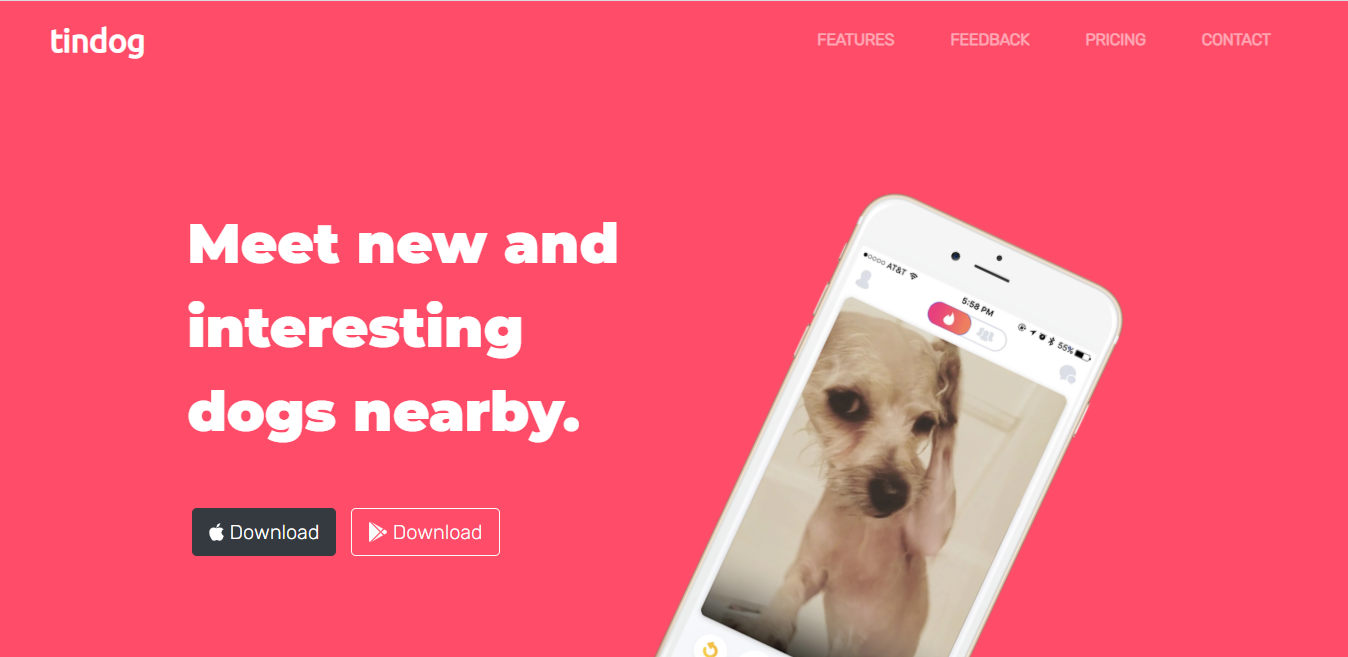 tindog
FEATURES FEEDBACK PRICING CONTACT
Meet new and
interesting
dogs nearby.
Download Download
AT&T
5:58 PM
55%